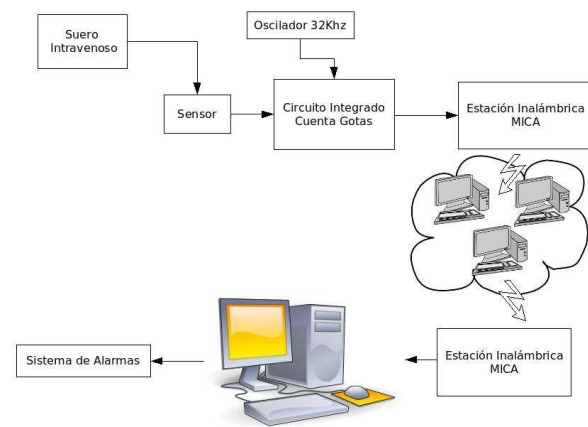 Suero
Intravenoso
Oscilador 32Khz
Sensor
Circuito Integrado
Cuenta Gotas
Estación Inalámbrica
MICA
Estación Inalámbrica
MICA
Sistema de Alarmas